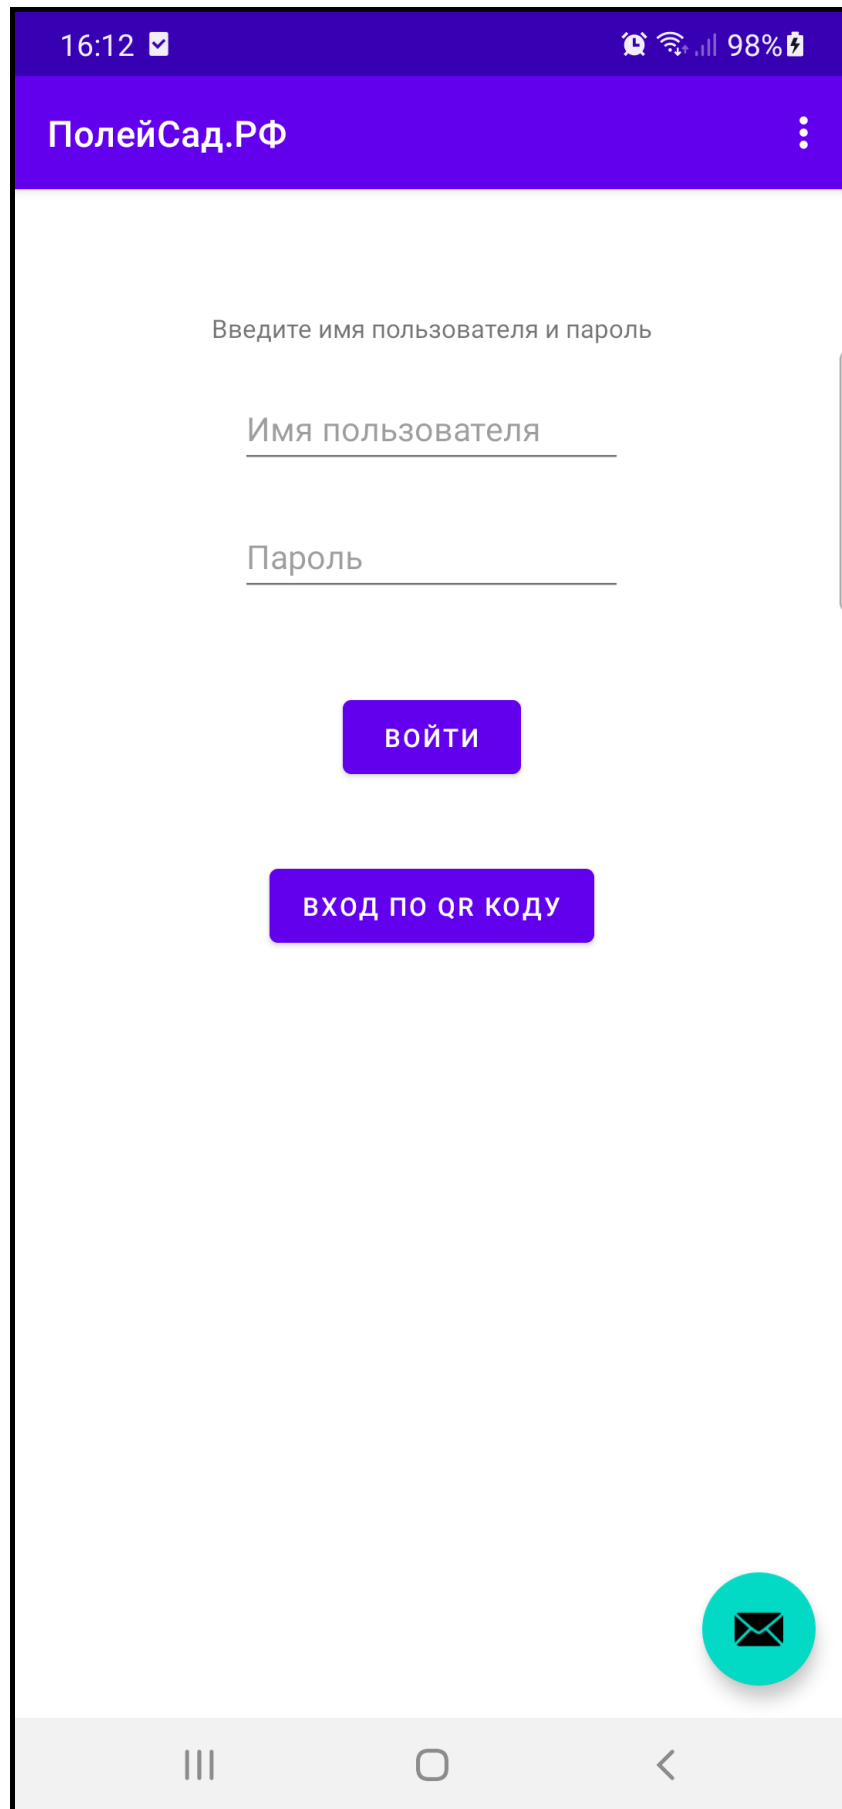 16:12
98%
ПолейСад.РФ
Введите имя пользователя и пароль
Имя пользователя
Пароль
ВОЙТИ
ВХОД ПО QR КОДУ